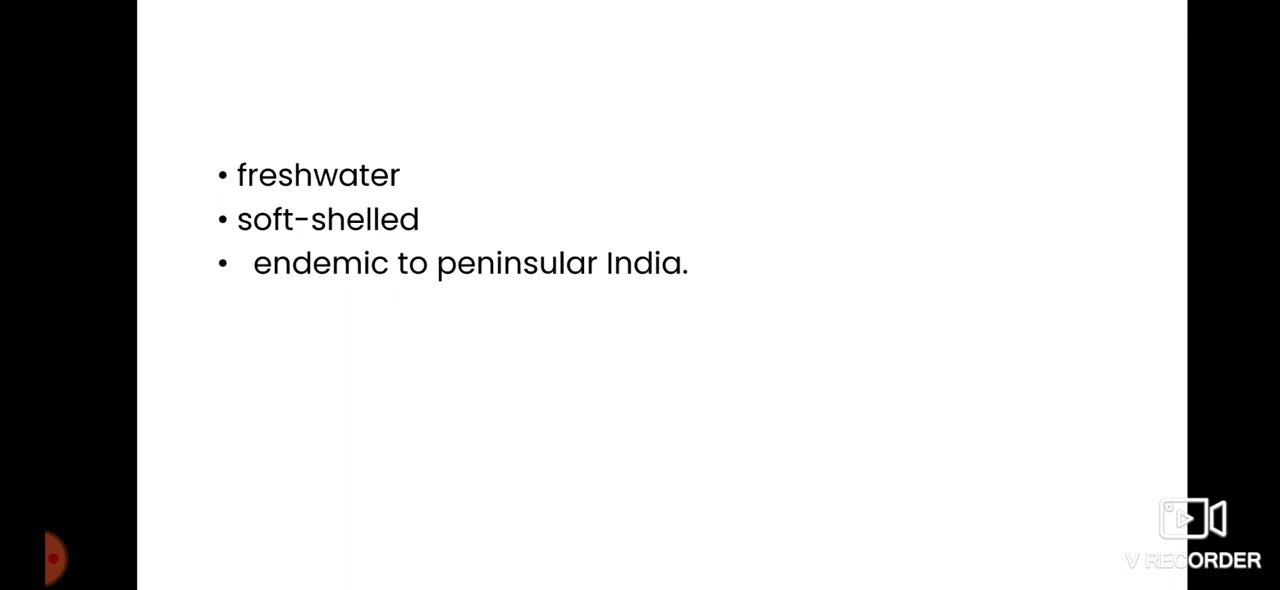 • freshwater
• soft-shelled
• endemic to peninsular India.
V RECORDER